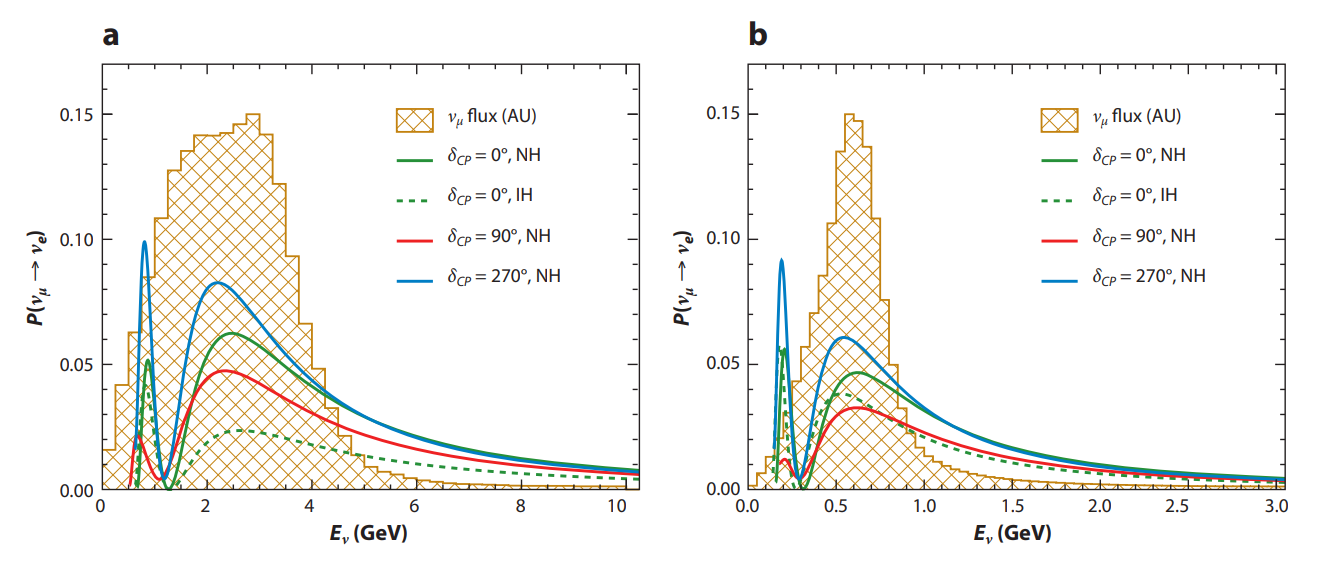 a
0.15
0.10
0.05
0.00
0
2
4
6
8
10
P(νμ → νe)
Eν (GeV)
νμ flux (AU)
δCP = 0°, NH
δCP = 0°, IH
δCP = 90°, NH
δCP = 270°, NH
b
0.15
0.10
0.05
0.00
0.0
0.5
1.0
1.5
2.0
2.5
3.0
P(νμ → νe)
Eν (GeV)
νμ flux (AU)
δCP = 0°, NH
δCP = 0°, IH
δCP = 90°, NH
δCP = 270°, NH